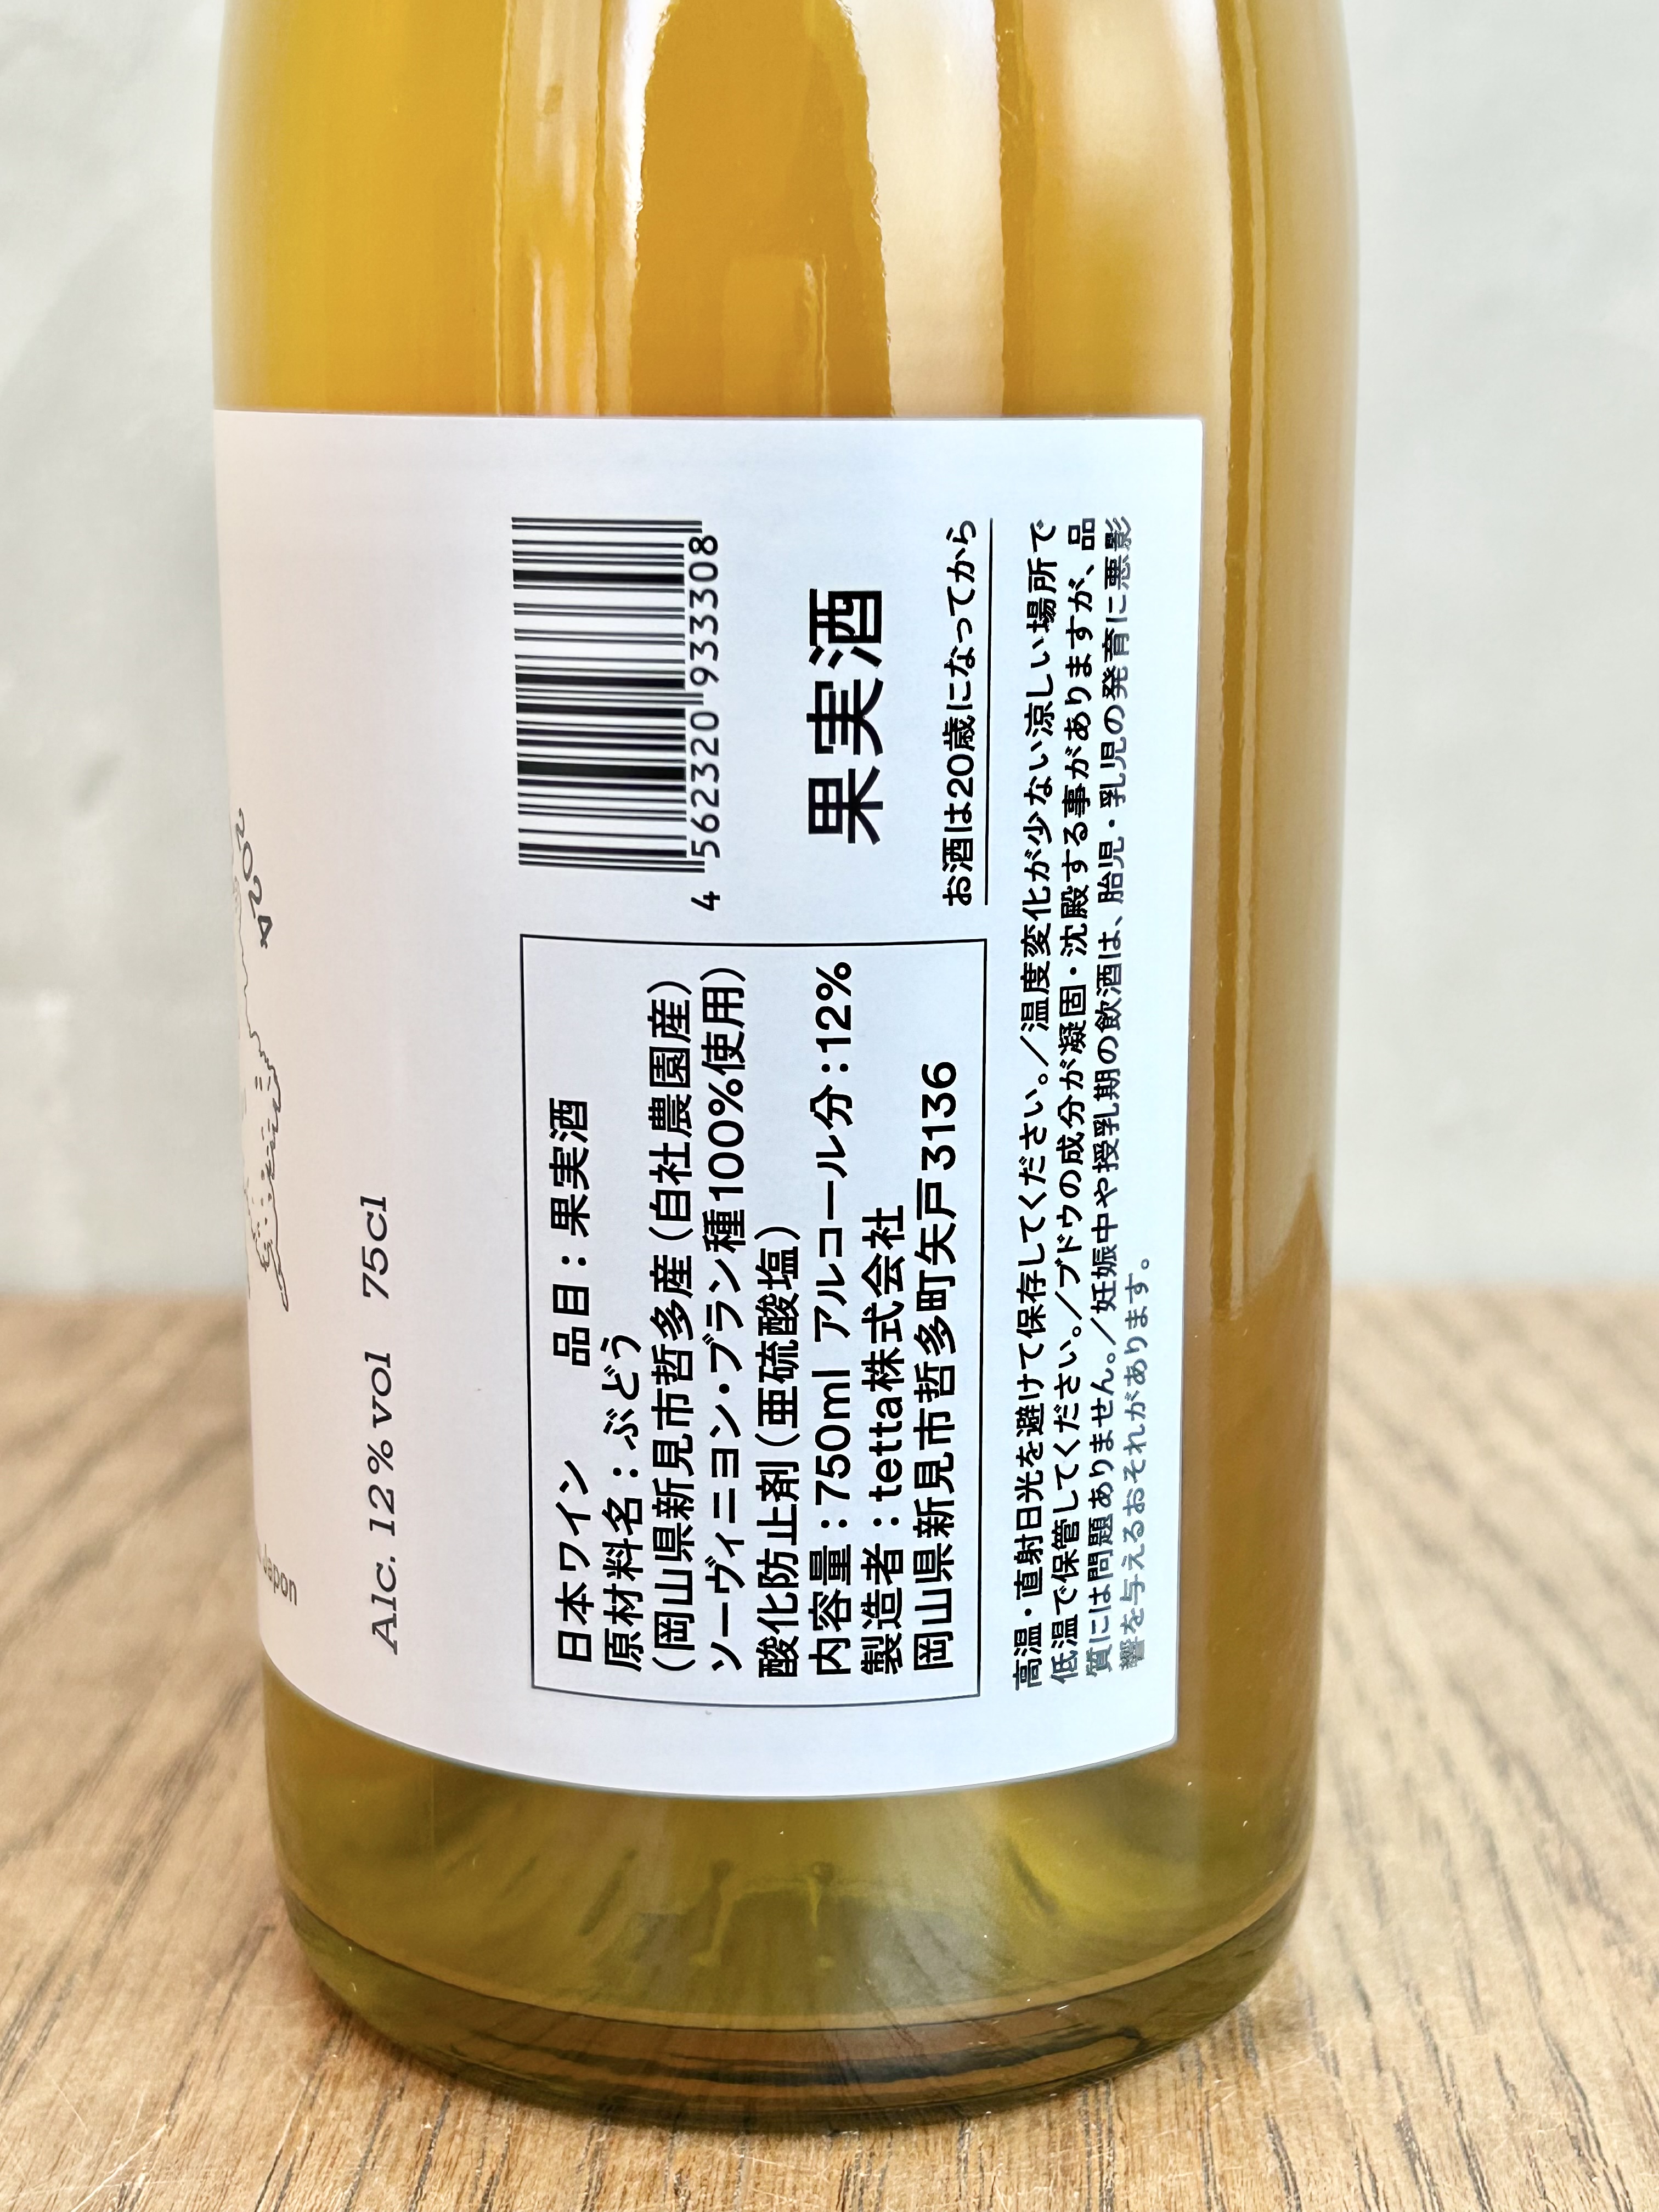 Japon
Alc. 12% vol 75cl
日本ワイン 品目：果実酒
原材料名：ぶどう
（岡山県新見市哲多産（自社農園産）
ソーヴィニヨン・ブラン種100%使用）
酸化防止剤（亜硫酸塩）
内容量：750ml アルコール分：12%
製造者：tetta株式会社
岡山県新見市哲多町矢戸3136
4 562320 933308
果実酒
お酒は20歳になってから
高温・直射日光を避けて保存してください。／温度変化が少ない涼しい場所で
低温で保管してください。／ブドウの成分が凝固・沈殿する事がありますが、品
質には問題ありません。／妊娠中や授乳期の飲酒は、胎児・乳児の発育に悪影
響を与えるおそれがあります。